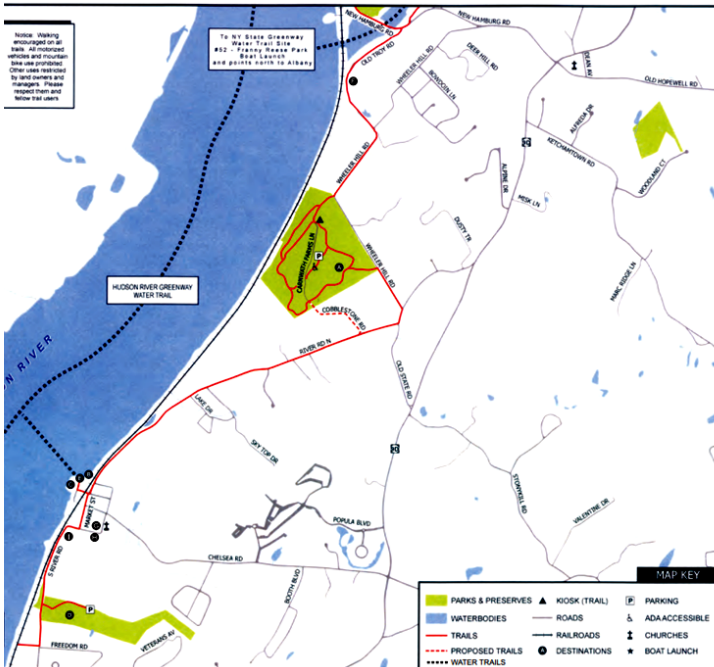 Notice: Walking
encouraged on all
trails. All motorized
vehicles and mountain
bike use prohibited.
Other uses restricted
by land owners and
managers. Please
respect them and
fellow trail users
To NY State Greenway
Water Trail Site
#52 - Franny Reese Park
Boat Launch
and points north to Albany
NEW HAMBURG RD
NEW HAMBURG RD
OLD TROY RD
WHEELER HILL RD
DEER HILL RD
BOWDOIN LN
DEAN AV
OLD HOPEWELL RD
ALFREDA DR
KETCHAMTOWN RD
WOODLAND CT
WHEELER HILL RD
ALPINE DR
MISK LN
DUSTY TR
CARNWATH FARMS LN
P
A
WHEELER HILL RD
MARC RIDGE LN
HUDSON RIVER GREENWAY
WATER TRAIL
COBBLESTONE RD
RIVER RD N
ON RIVER
OLD STATE RD
LAKE DR
SKY TOP DR
STONYKILL RD
VALENTINE DR
MARKET ST
G
H
POPULA BLVD
S RIVER RD
CHELSEA RD
BOOTH BLVD
P
D
VETERANS AV
FREEDOM RD
MAP KEY
PARKS & PRESERVES
KIOSK (TRAIL)
P
PARKING
WATERBODIES
ROADS
ADA ACCESSIBLE
TRAILS
RAILROADS
CHURCHES
PROPOSED TRAILS
A
DESTINATIONS
BOAT LAUNCH
WATER TRAILS